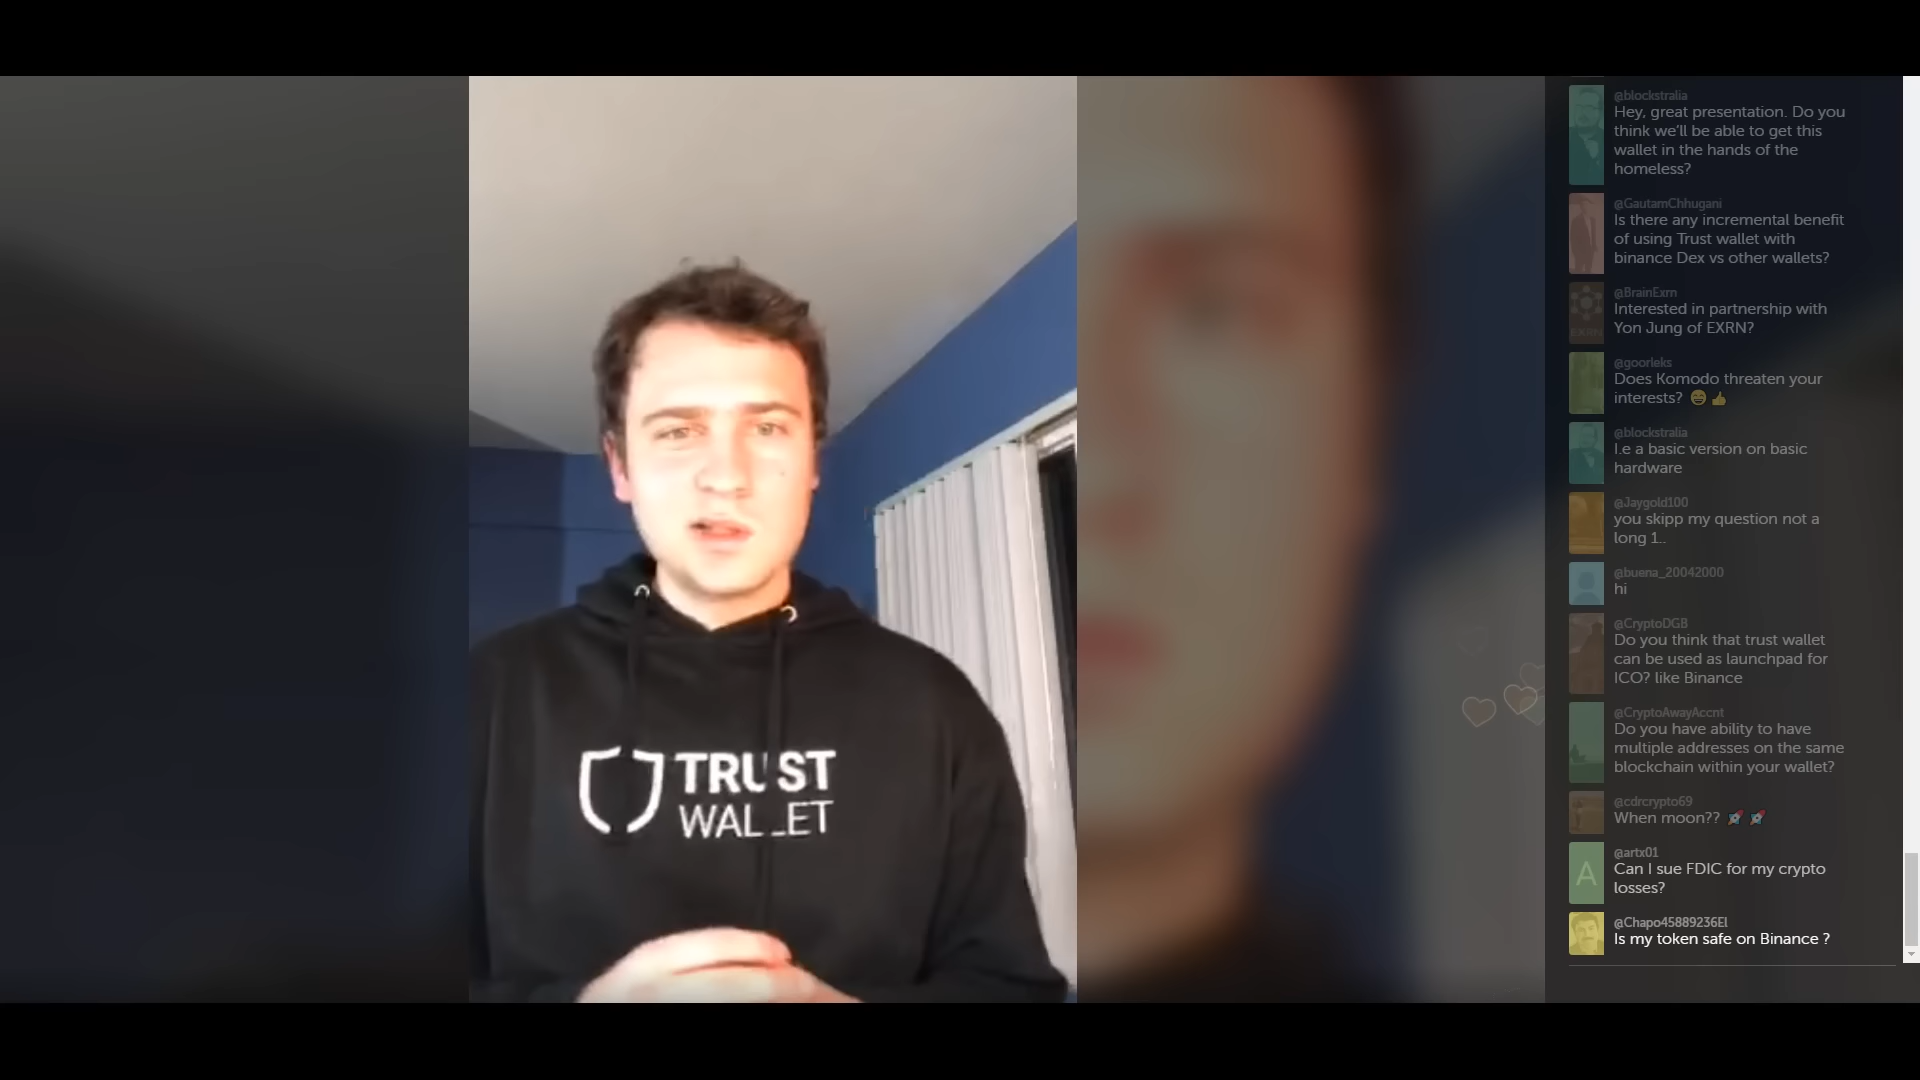 TRUST
WALLET
@blockstralia
Hey, great presentation. Do you
think we'll be able to get this
wallet in the hands of the
homeless?
@GautamChhugani
Is there any incremental benefit
of using Trust wallet with
binance Dex vs other wallets?
@BrainExrn
Interested in partnership with
Yon Jung of EXRN?
@goorleks
Does Komodo threaten your
interests? 😄 👍
@blockstralia
I.e a basic version on basic
hardware
@Jaygold100
you skipp my question not a
long 1..
@buena_20042000
hi
@CryptoDGB
Do you think that trust wallet
can be used as launchpad for
ICO? like Binance
@CryptoAwayAccnt
Do you have ability to have
multiple addresses on the same
blockchain within your wallet?
@cdrcrypto69
When moon?? 🚀 🚀
A
@artx01
Can I sue FDIC for my crypto
losses?
@Chapo45889236El
Is my token safe on Binance ?